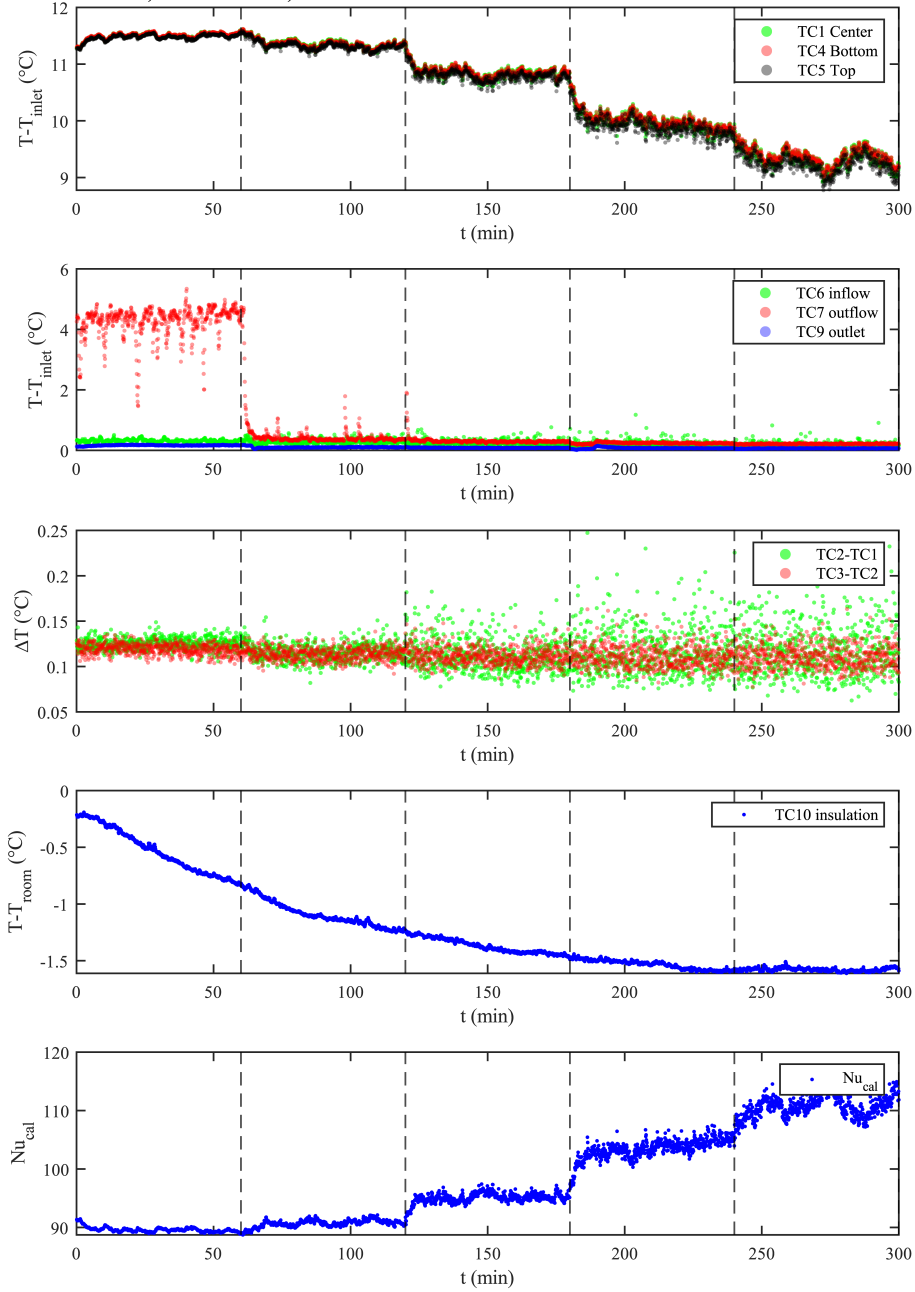 12
11
10
9
T-T_inlet (°C)
TC1 Center
TC4 Bottom
TC5 Top
0 50 100 150 200 250 300
t (min)
6
4
2
0
T-T_inlet (°C)
TC6 inflow
TC7 outflow
TC9 outlet
0 50 100 150 200 250 300
t (min)
0.25
0.2
0.15
0.1
0.05
ΔT (°C)
TC2-TC1
TC3-TC2
0 50 100 150 200 250 300
t (min)
0
-0.5
-1
-1.5
T-T_room (°C)
TC10 insulation
0 50 100 150 200 250 300
t (min)
120
110
100
90
Nu_cal
Nu_cal
0 50 100 150 200 250 300
t (min)